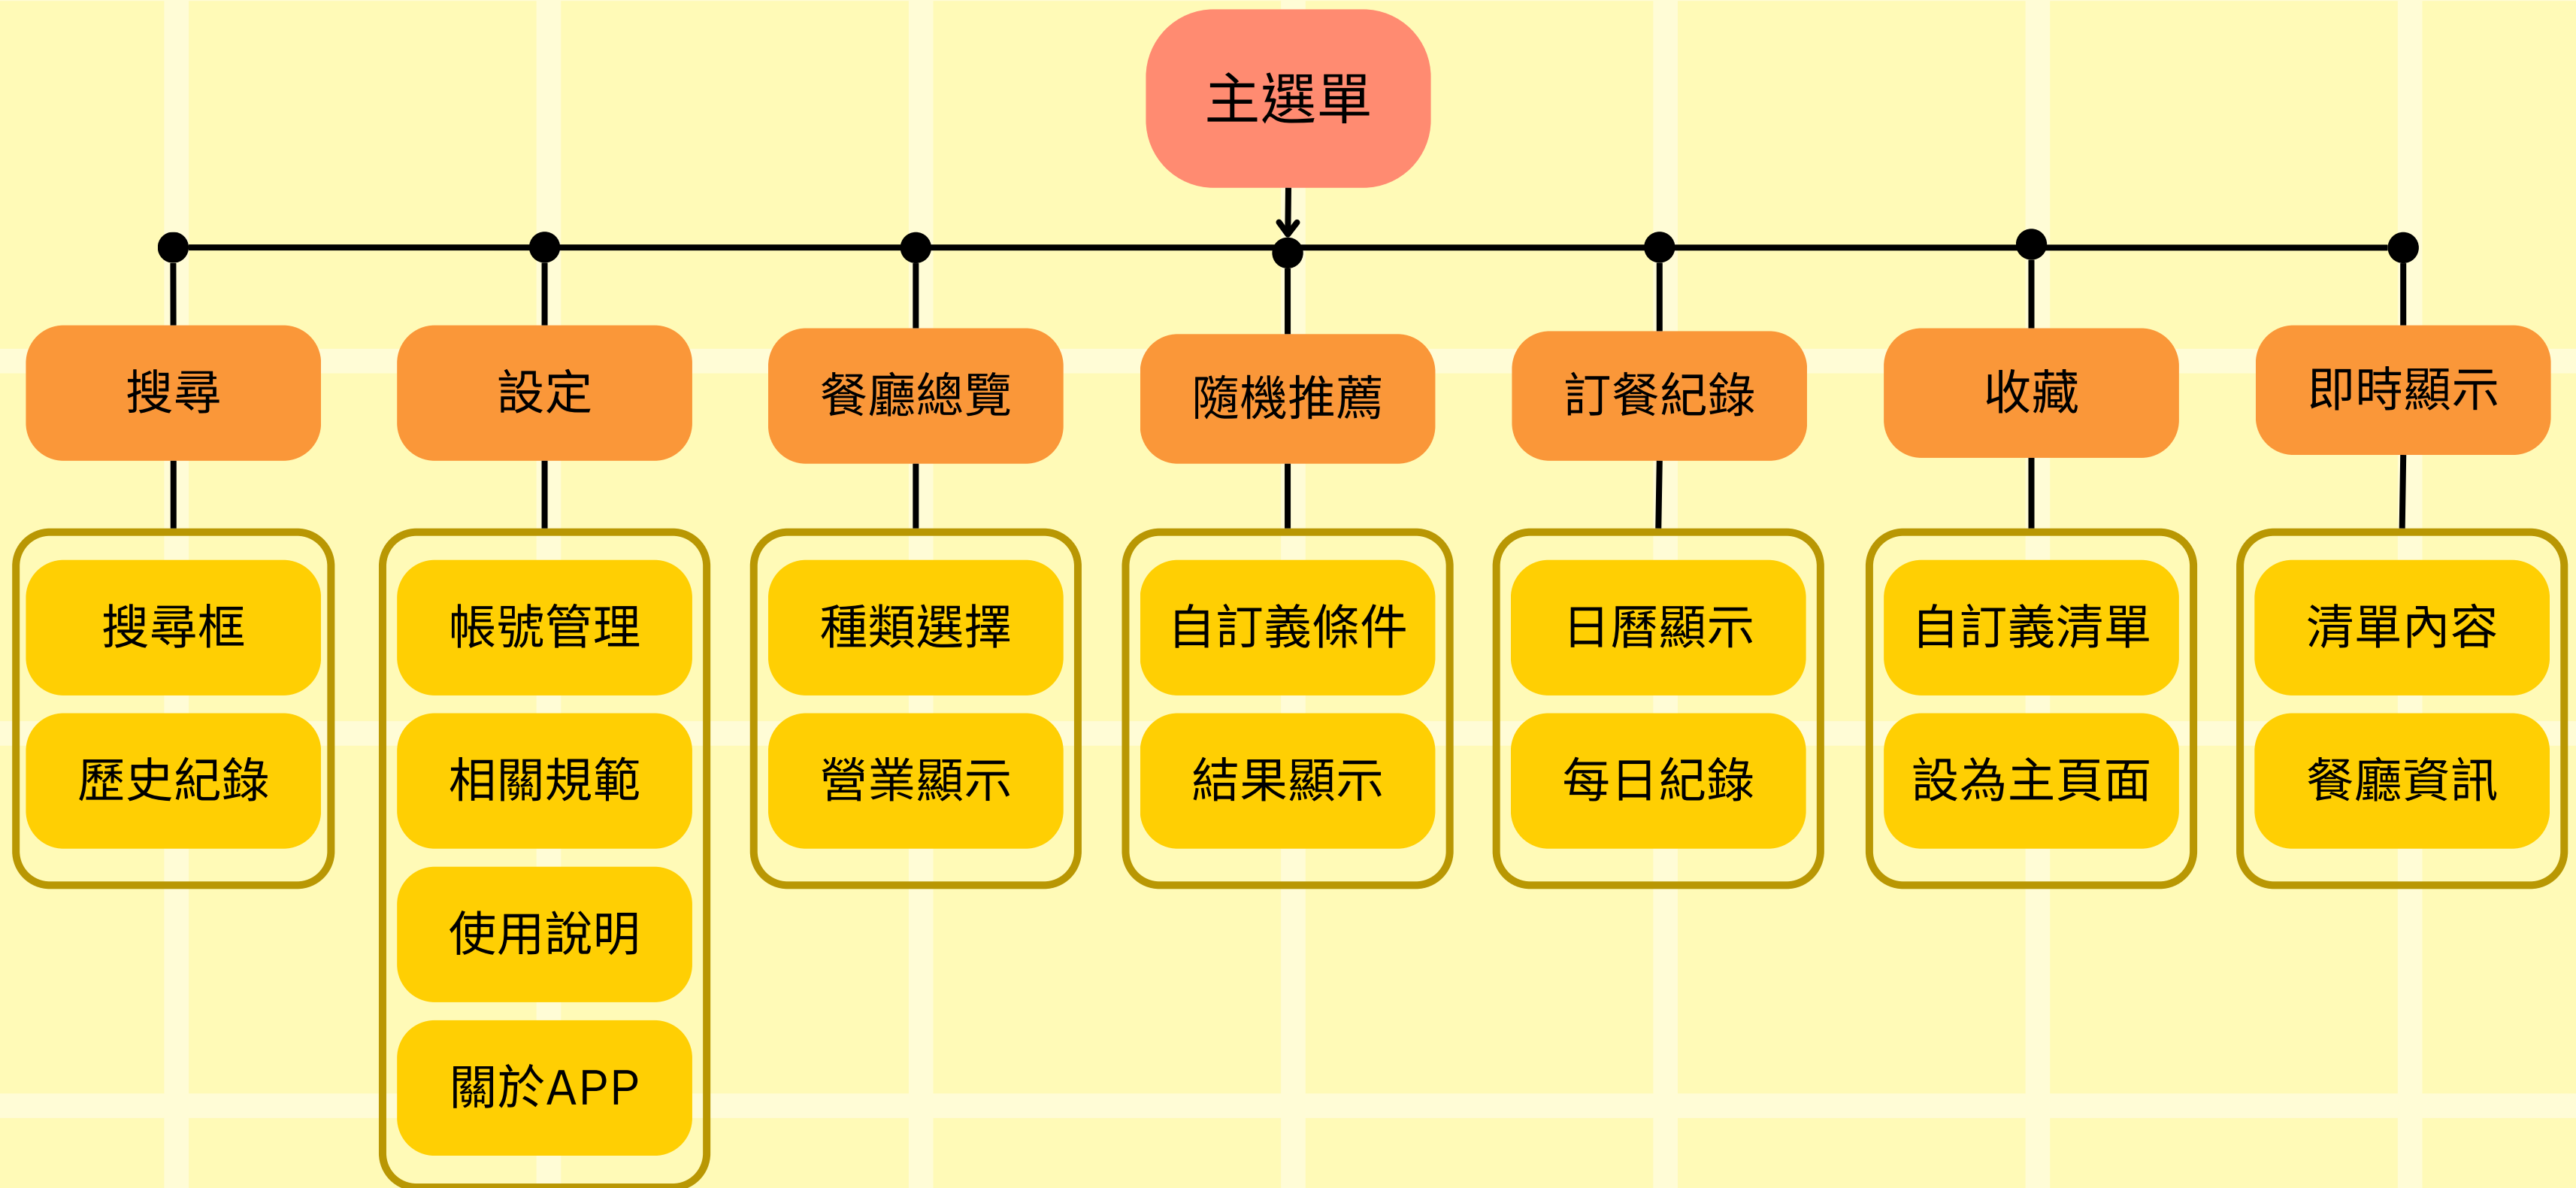 主選單
搜尋
設定
餐廳總覽
隨機推薦
訂餐紀錄
收藏
即時顯示
搜尋框
帳號管理
種類選擇
自訂義條件
日曆顯示
自訂義清單
清單內容
歷史紀錄
相關規範
營業顯示
結果顯示
每日紀錄
設為主頁面
餐廳資訊
使用說明
關於APP